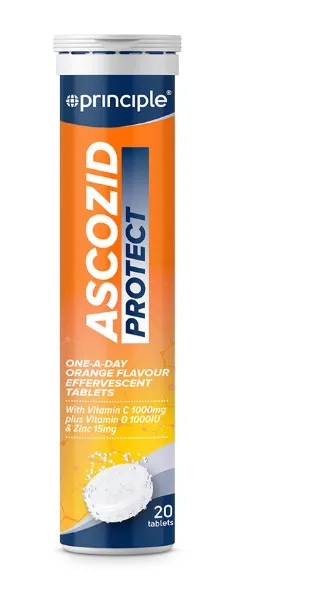 principle®
ASCOZID
PROTECT
ONE-A-DAY
ORANGE FLAVOUR
EFFERVESCENT
TABLETS
With Vitamin C 1000mg
plus Vitamin D 1000IU
& Zinc 15mg
20
tablets